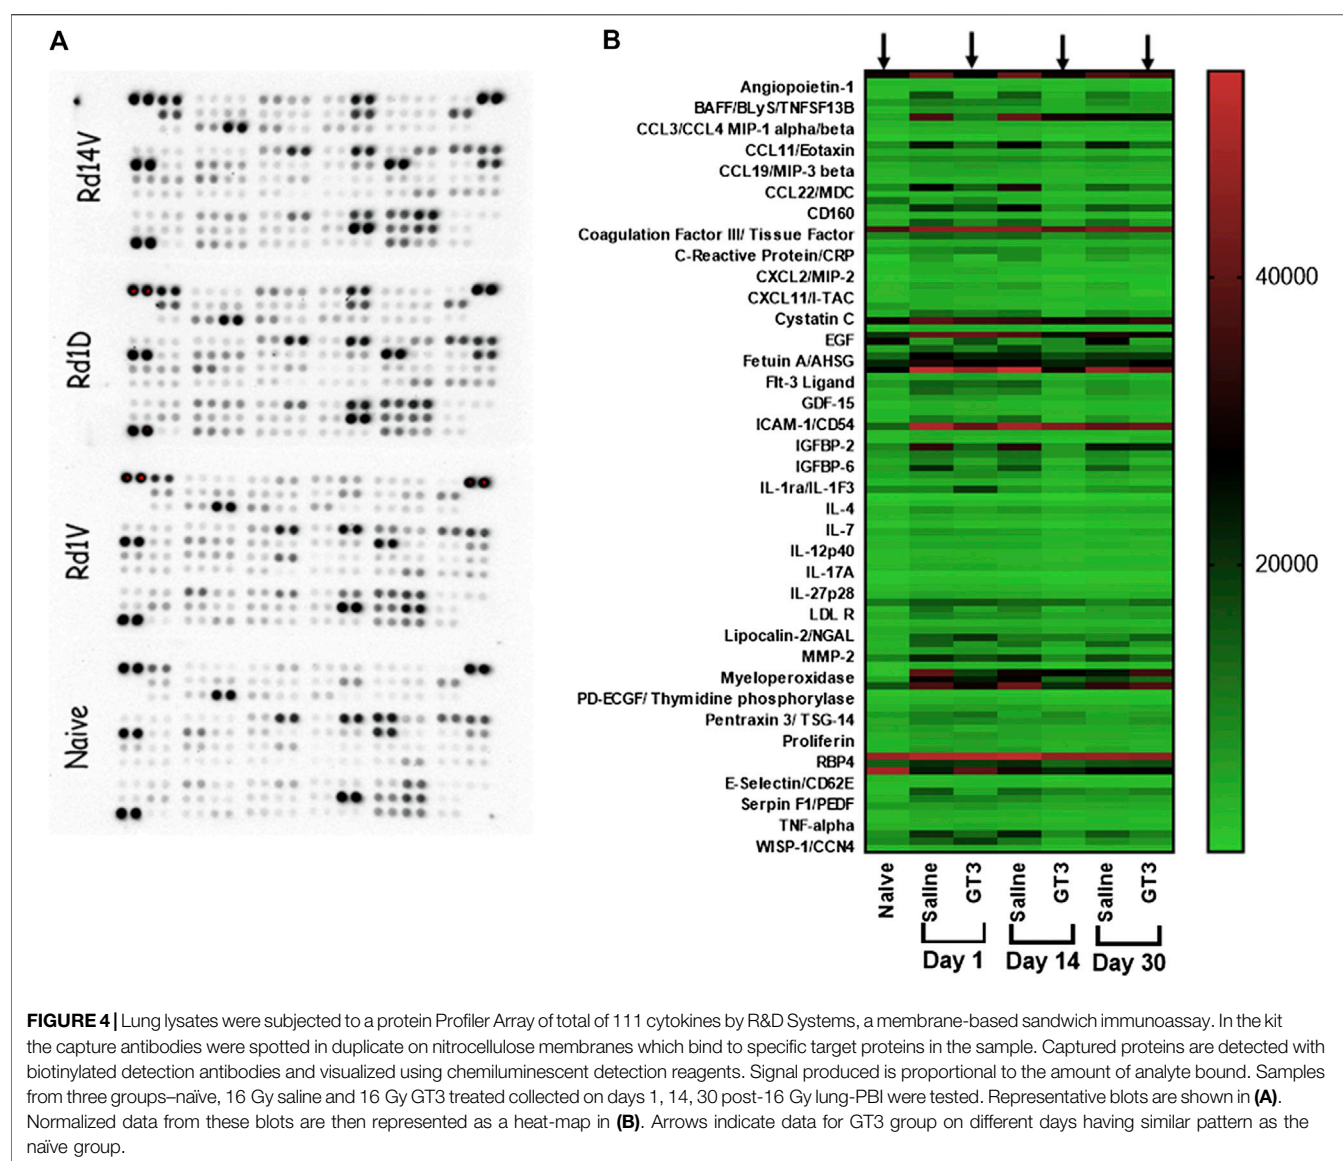 A
B
Rd14V
Rd1D
Rd1V
Naive
Angiopoietin-1
BAFF/BLyS/TNFSF13B
CCL3/CCL4 MIP-1 alpha/beta
CCL11/Eotaxin
CCL19/MIP-3 beta
CCL22/MDC
CD160
Coagulation Factor III/ Tissue Factor
C-Reactive Protein/CRP
CXCL2/MIP-2
CXCL11/I-TAC
Cystatin C
EGF
Fetuin A/AHSG
Flt-3 Ligand
GDF-15
ICAM-1/CD54
IGFBP-2
IGFBP-6
IL-1ra/IL-1F3
IL-4
IL-7
IL-12p40
IL-17A
IL-27p28
LDL R
Lipocalin-2/NGAL
MMP-2
Myeloperoxidase
PD-ECGF/ Thymidine phosphorylase
Pentraxin 3/ TSG-14
Proliferin
RBP4
E-Selectin/CD62E
Serpin F1/PEDF
TNF-alpha
WISP-1/CCN4
40000
20000
Naive Saline GT3 Saline GT3 Saline GT3
Day 1 Day 14 Day 30
FIGURE 4 | Lung lysates were subjected to a protein Profiler Array of total of 111 cytokines by R&D Systems, a membrane-based sandwich immunoassay. In the kit
the capture antibodies were spotted in duplicate on nitrocellulose membranes which bind to specific target proteins in the sample. Captured proteins are detected with
biotinylated detection antibodies and visualized using chemiluminescent detection reagents. Signal produced is proportional to the amount of analyte bound. Samples
from three groups–naïve, 16 Gy saline and 16 Gy GT3 treated collected on days 1, 14, 30 post-16 Gy lung-PBI were tested. Representative blots are shown in (A).
Normalized data from these blots are then represented as a heat-map in (B). Arrows indicate data for GT3 group on different days having similar pattern as the
naïve group.